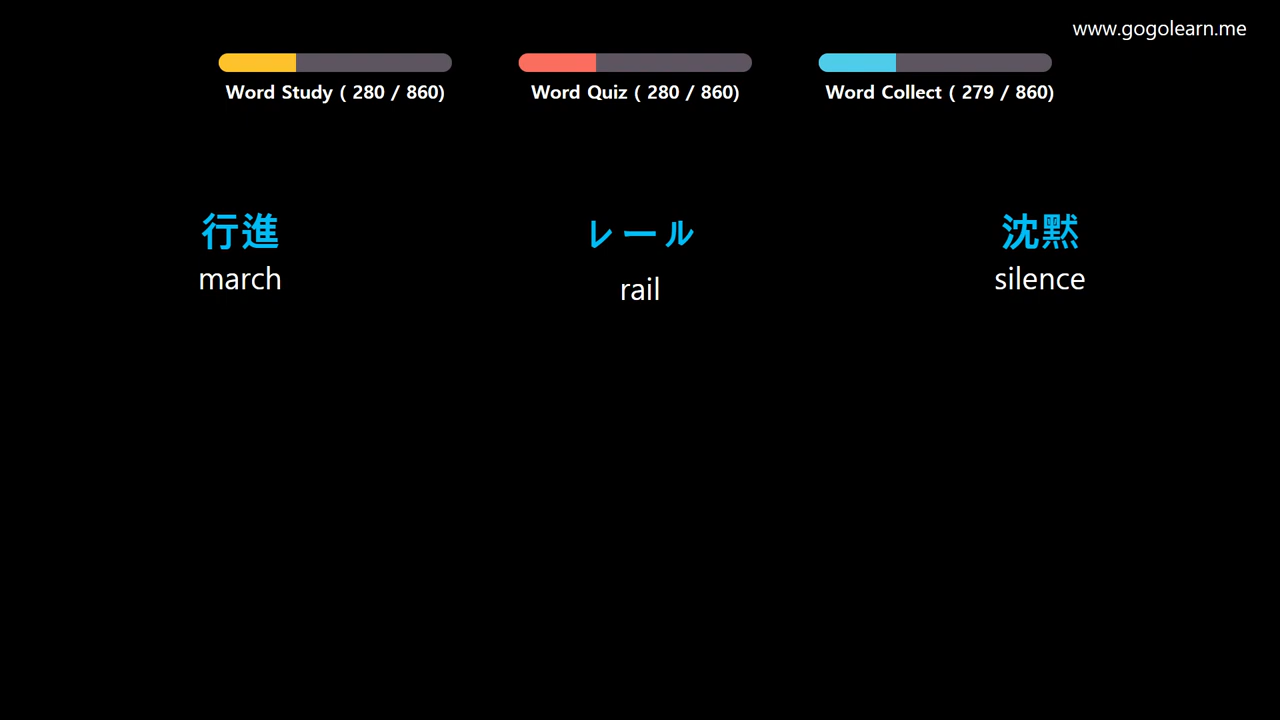 www.gogolearn.me
Word Study ( 280 / 860)
Word Quiz ( 280 / 860)
Word Collect ( 279 / 860)
行進
march
レール
rail
沈黙
silence